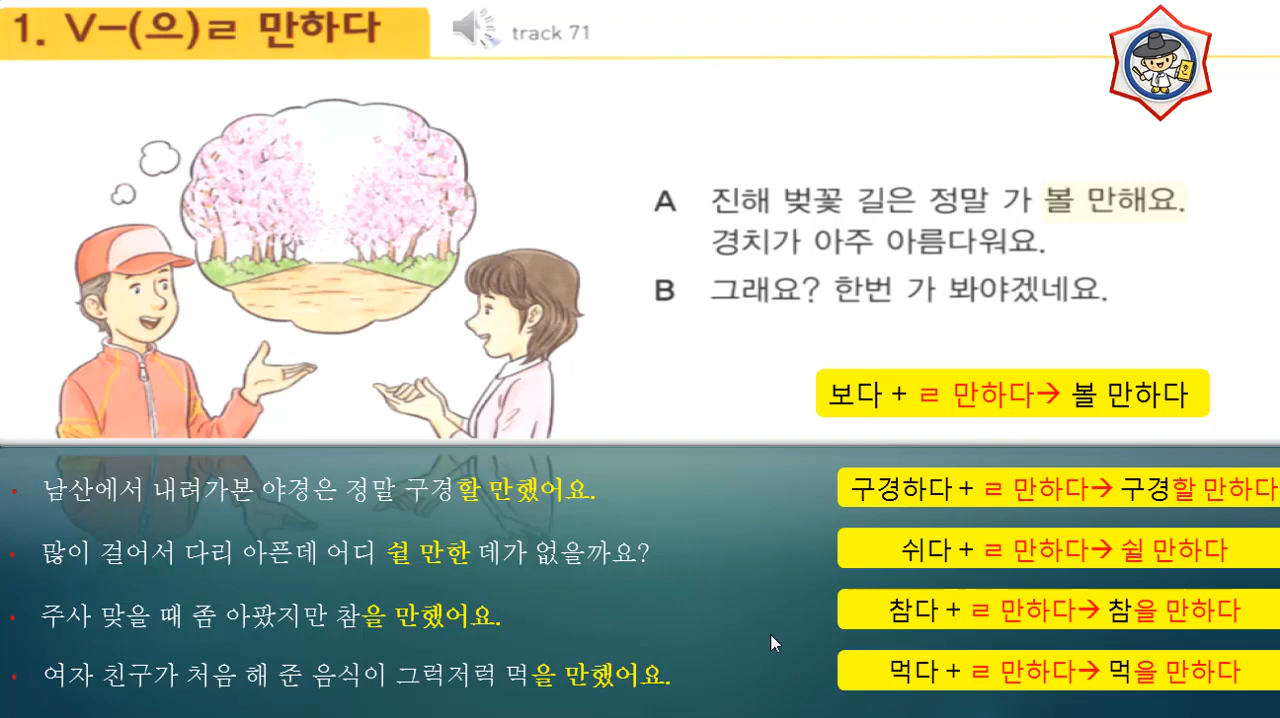 1. V-(으)ㄹ 만하다
track 71
A 진해 벚꽃 길은 정말 가 볼 만해요.
경치가 아주 아름다워요.
B 그래요? 한번 가 봐야겠네요.
보다 + ㄹ 만하다→ 볼 만하다
• 남산에서 내려가본 야경은 정말 구경할 만했어요.
구경하다 + ㄹ 만하다→ 구경할 만하다
• 많이 걸어서 다리 아픈데 어디 쉴 만한 데가 없을까요?
쉬다 + ㄹ 만하다→ 쉴 만하다
• 주사 맞을 때 좀 아팠지만 참을 만했어요.
참다 + ㄹ 만하다→ 참을 만하다
• 여자 친구가 처음 해 준 음식이 그럭저럭 먹을 만했어요.
먹다 + ㄹ 만하다→ 먹을 만하다